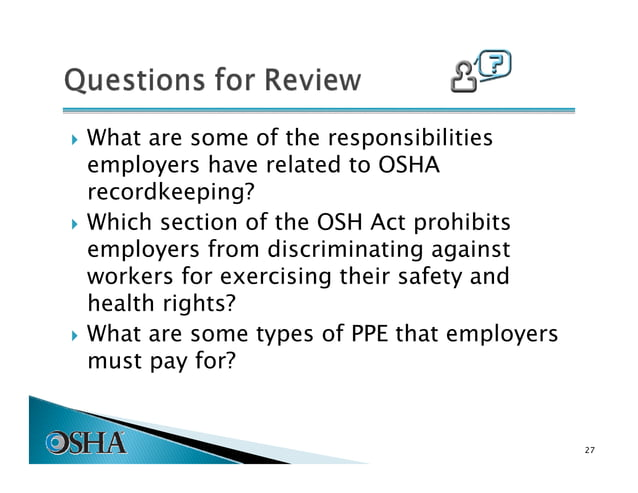 Questions for Review
?
What are some of the responsibilities
employers have related to OSHA
recordkeeping?
Which section of the OSH Act prohibits
employers from discriminating against
workers for exercising their safety and
health rights?
What are some types of PPE that employers
must pay for?
OSHA
27